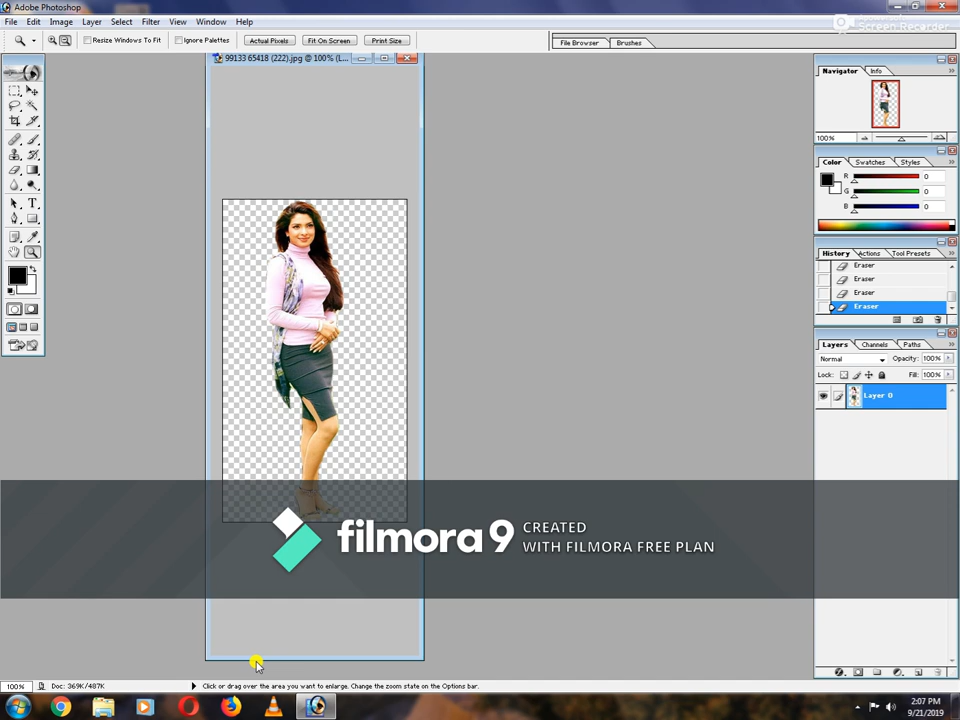 Adobe Photoshop
File Edit Image Layer Select Filter View Window Help
Resize Windows To Fit Ignore Palettes Actual Pixels Fit On Screen Print Size File Browser Brushes
Screen Recorder
99133 65418 (222).jpg @ 100% (L...
Navigator Info
100%
Color Swatches Styles
R 0
G 0
B 0
History Actions Tool Presets
Eraser
Eraser
Eraser
Eraser
Layers Channels Paths
Normal Opacity: 100%
Lock: Fill: 100%
Layer 0
filmora 9 CREATED
WITH FILMORA FREE PLAN
100% Doc: 369K/487K Click or drag over the area you want to enlarge. Change the zoom state on the Options bar.
2:07 PM
9/21/2019